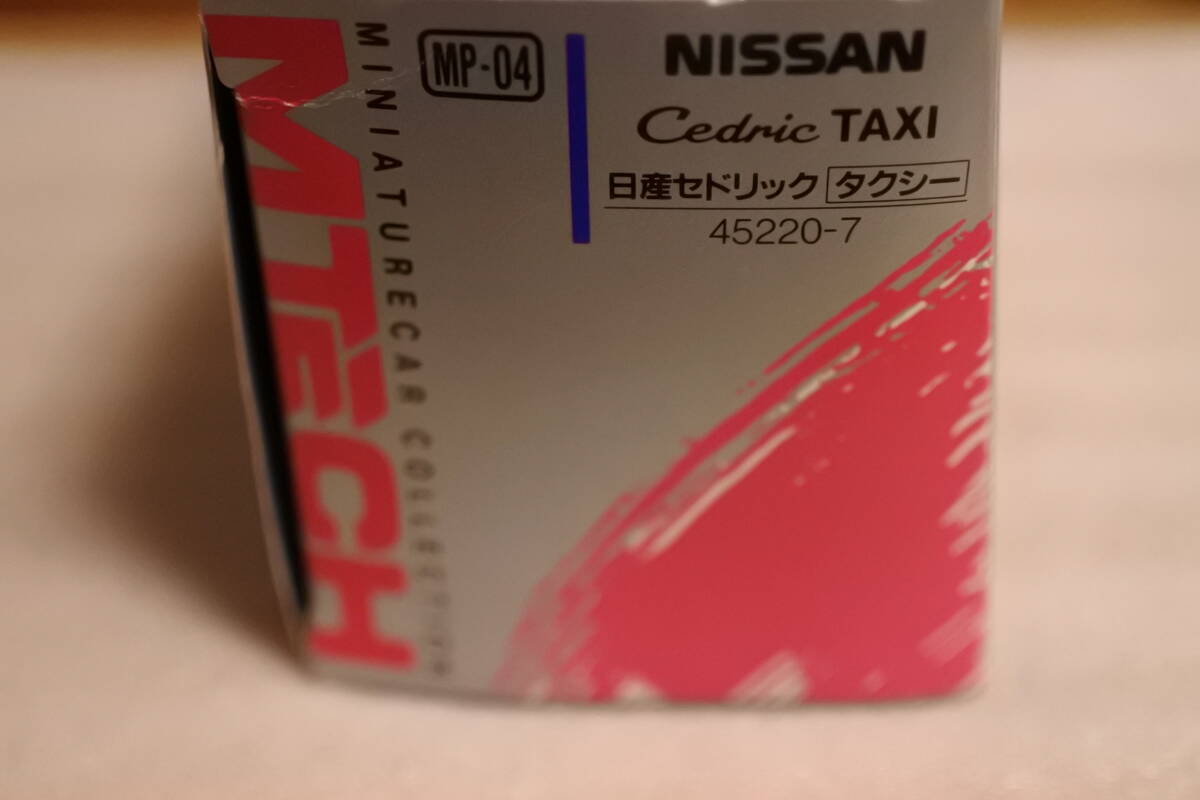 MTECH
MINIATURECAR COLLECTION
MP-04
NISSAN
Cedric TAXI
日産セドリック タクシー
45220-7